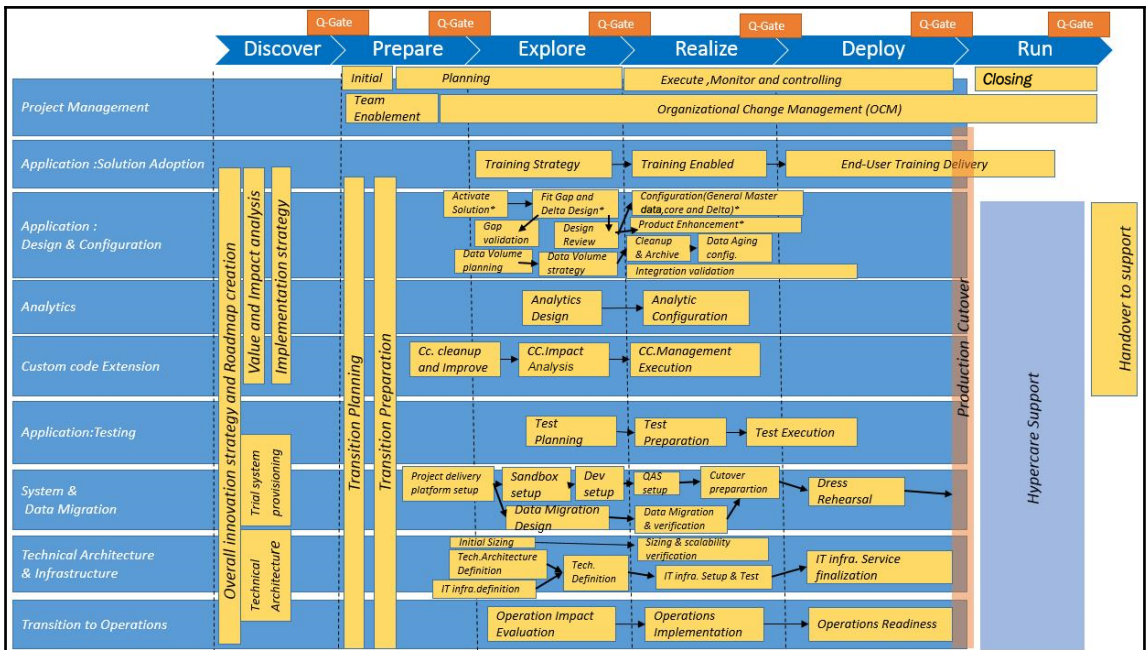 Q-Gate
Q-Gate
Q-Gate
Q-Gate
Q-Gate
Q-Gate
Discover
Prepare
Explore
Realize
Deploy
Run
Project Management
Initial
Planning
Execute ,Monitor and controlling
Closing
Team
Enablement
Organizational Change Management (OCM)
Application :Solution Adoption
Training Strategy
Training Enabled
End-User Training Delivery
Application :
Design & Configuration
Activate
Solution*
Fit Gap and
Delta Design*
Configuration(General Master
data,core and Delta)*
Gap
validation
Design
Review
Product Enhancement*
Cleanup
& Archive
Data Aging
config.
Data Volume
planning
Data Volume
strategy
Integration validation
Analytics
Analytics
Design
Analytic
Configuration
Custom code Extension
Cc. cleanup
and Improve
CC.Impact
Analysis
CC.Management
Execution
Application:Testing
Test
Planning
Test
Preparation
Test Execution
System &
Data Migration
Project delivery
platform setup
Sandbox
setup
Dev
setup
QAS
setup
Cutover
preparartion
Dress
Rehearsal
Data Migration
Design
Data Migration
& verification
Technical Architecture
& Infrastructure
Initial Sizing
Sizing & scalability
verification
Tech.Architecture
Definition
Tech.
Definition
IT infra.definition
IT infra. Setup & Test
IT infra. Service
finalization
Transition to Operations
Operation Impact
Evaluation
Operations
Implementation
Operations Readiness
Overall innovation strategy and Roadmap creation
Value and Impact analysis
Implementation strategy
Trial system
provisioning
Technical
Architecture
Transition Planning
Transition Preparation
Production Cutover
Hypercare Support
Handover to support